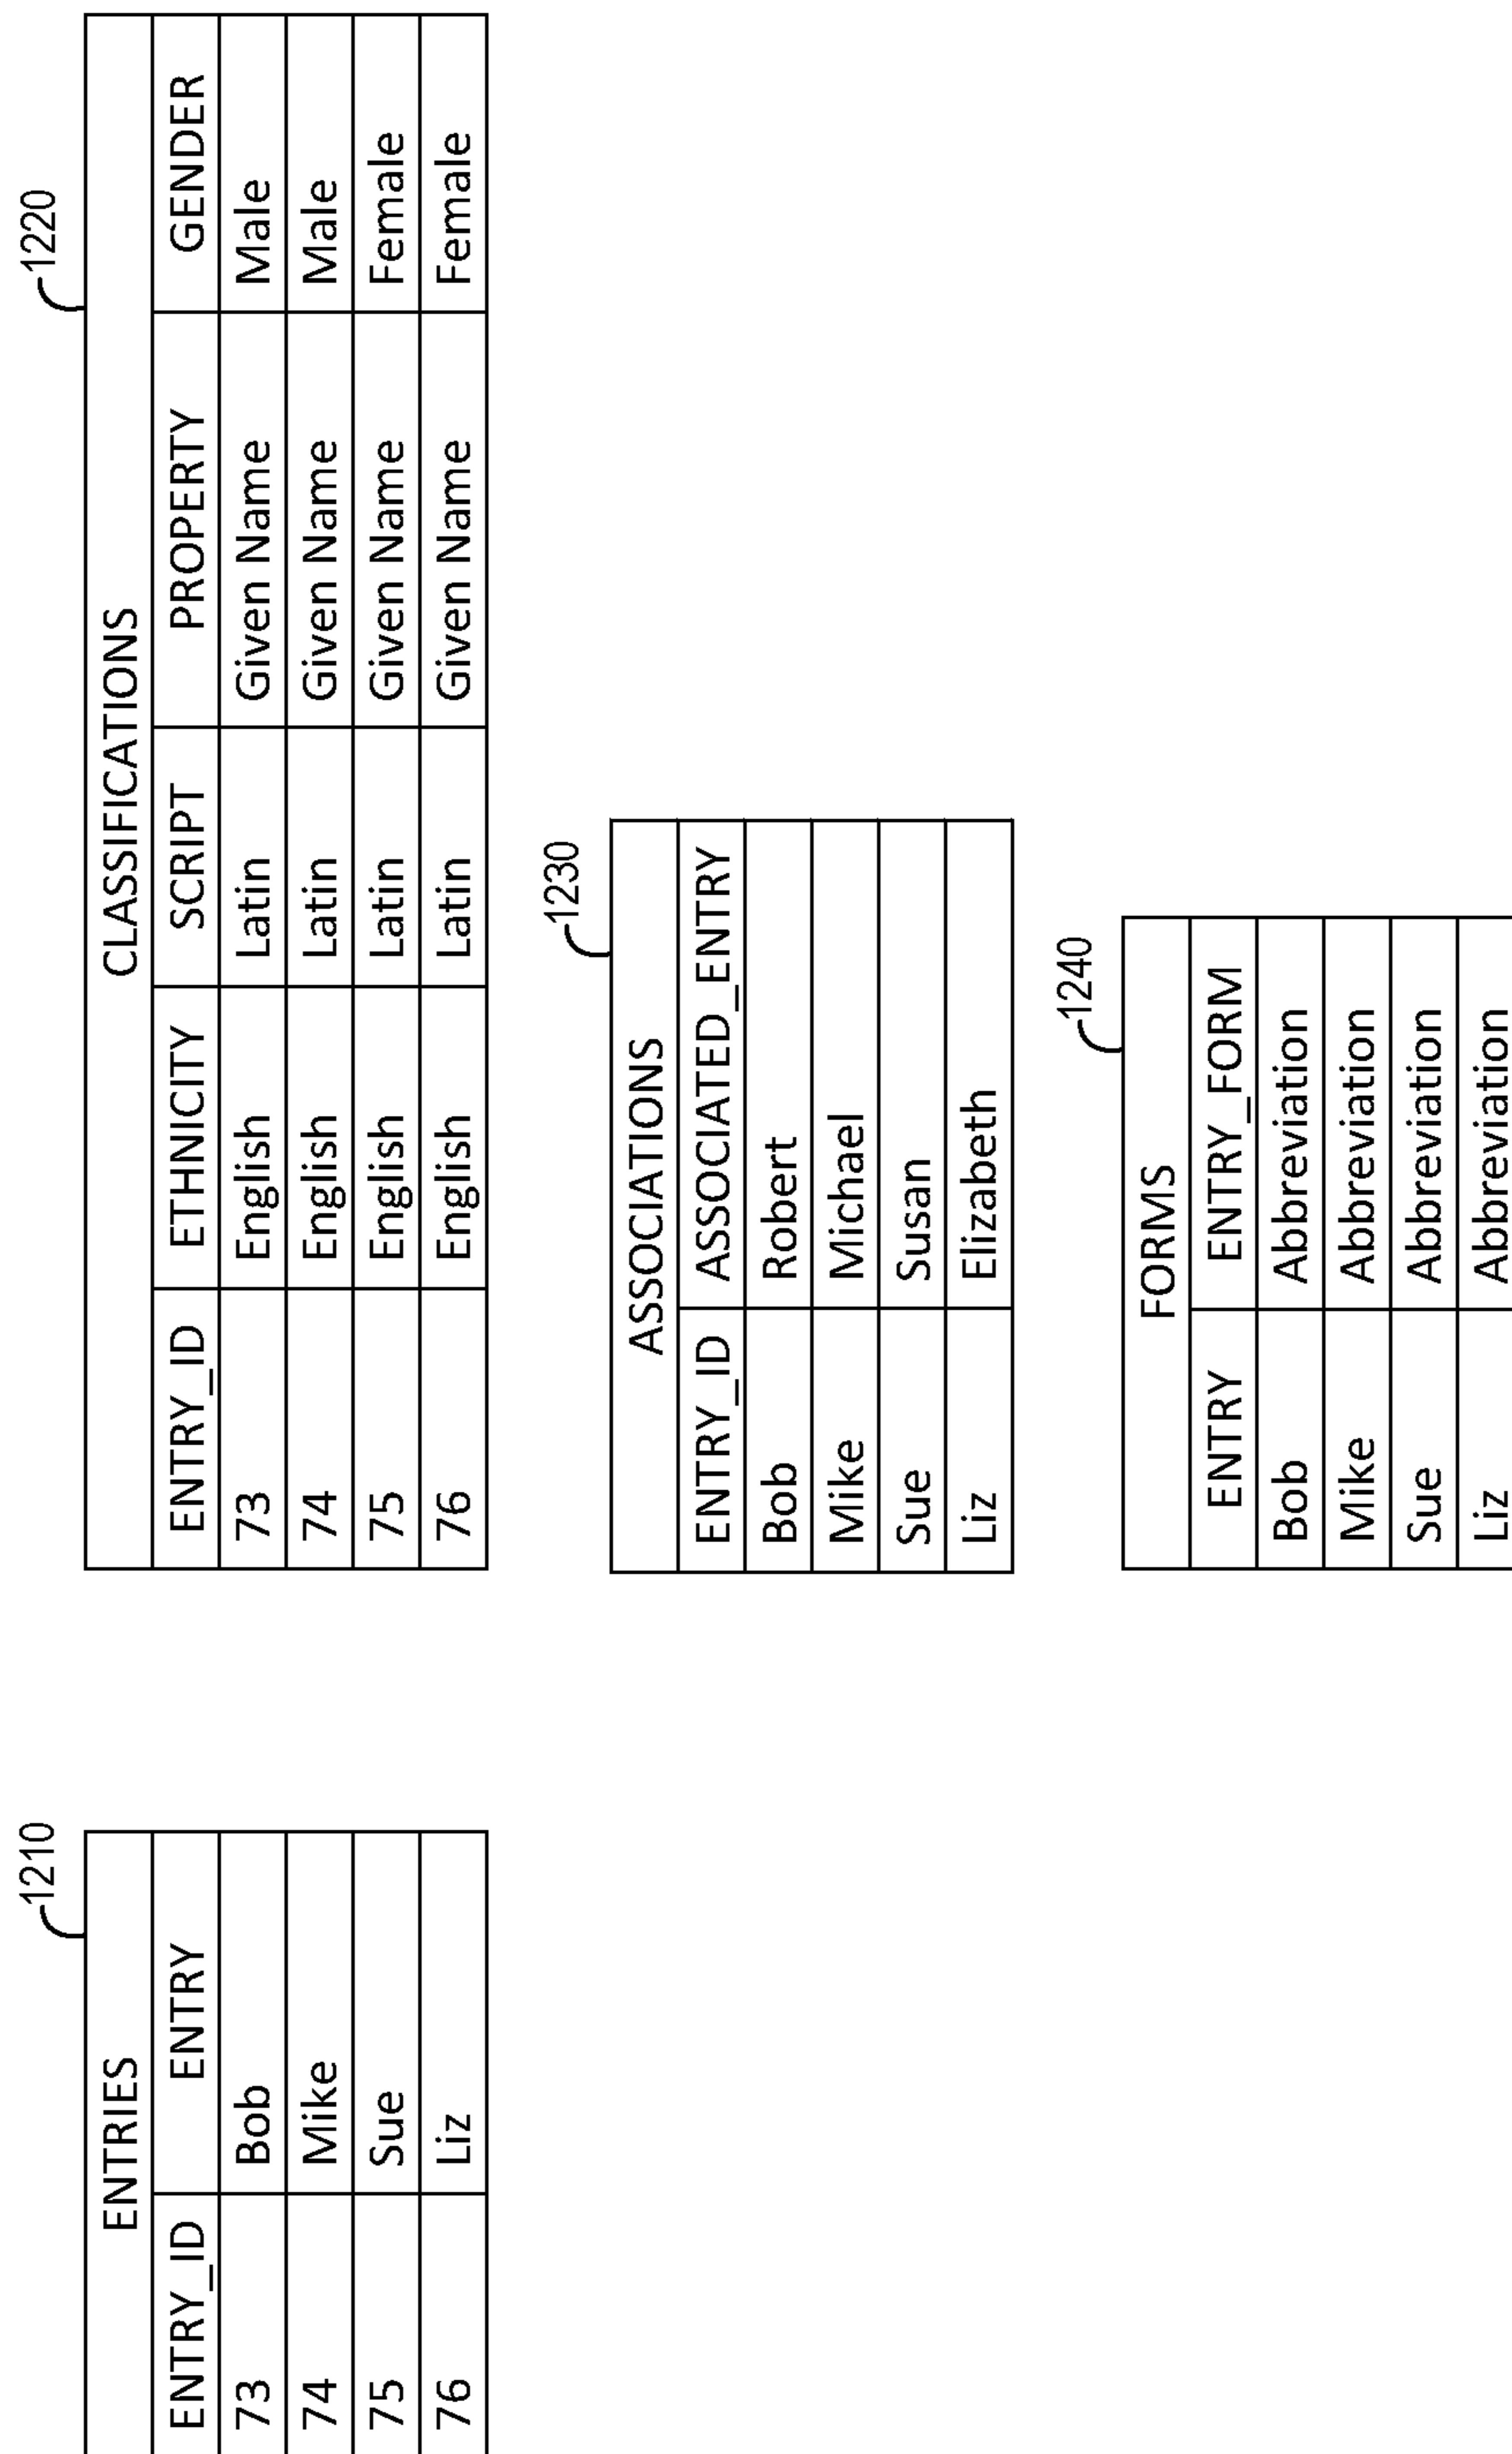 1210
ENTRIES
ENTRY_ID ENTRY
73 Bob
74 Mike
75 Sue
76 Liz
1220
CLASSIFICATIONS
ENTRY_ID ETHNICITY SCRIPT PROPERTY GENDER
73 English Latin Given Name Male
74 English Latin Given Name Male
75 English Latin Given Name Female
76 English Latin Given Name Female
1230
ASSOCIATIONS
ENTRY_ID ASSOCIATED_ENTRY
Bob Robert
Mike Michael
Sue Susan
Liz Elizabeth
1240
FORMS
ENTRY ENTRY_FORM
Bob Abbreviation
Mike Abbreviation
Sue Abbreviation
Liz Abbreviation